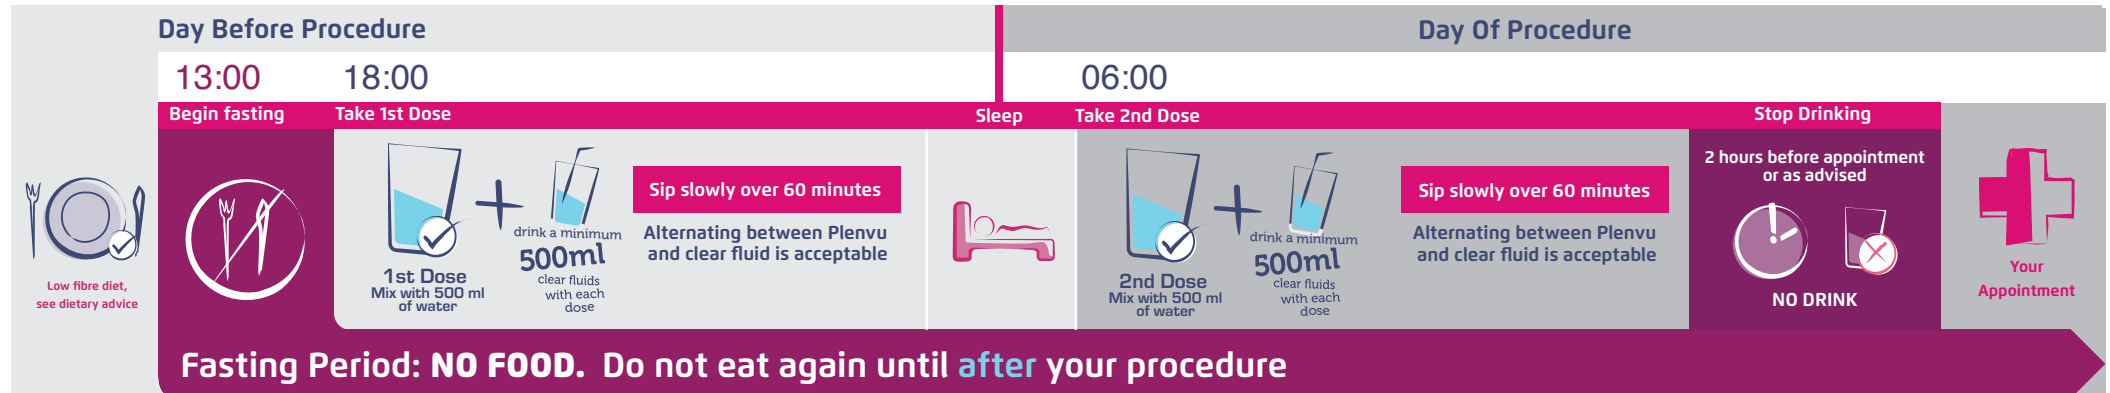 Day Before Procedure
Day Of Procedure
13:00
18:00
06:00
Begin fasting
Take 1st Dose
Sleep
Take 2nd Dose
Stop Drinking
Low fibre diet,
see dietary advice
1st Dose
Mix with 500 ml
of water
drink a minimum
500ml
clear fluids
with each
dose
Sip slowly over 60 minutes
Alternating between Plenvu
and clear fluid is acceptable
2nd Dose
Mix with 500 ml
of water
drink a minimum
500ml
clear fluids
with each
dose
Sip slowly over 60 minutes
Alternating between Plenvu
and clear fluid is acceptable
2 hours before appointment
or as advised
NO DRINK
Your
Appointment
Fasting Period: NO FOOD. Do not eat again until after your procedure